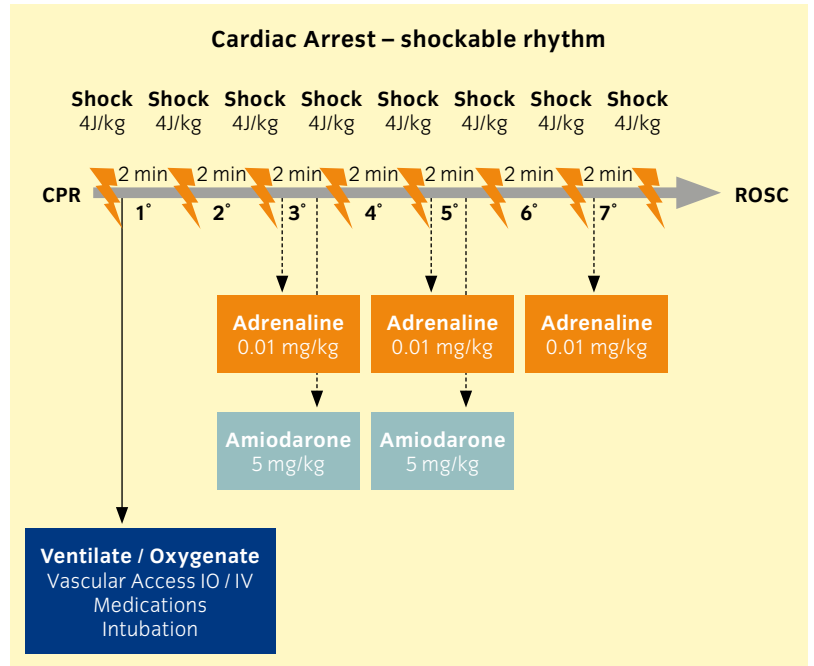 Cardiac Arrest – shockable rhythm
Shock Shock Shock Shock Shock Shock Shock Shock
4J/kg 4J/kg 4J/kg 4J/kg 4J/kg 4J/kg 4J/kg 4J/kg
2 min 2 min 2 min 2 min 2 min 2 min 2 min
CPR ROSC
1° 2° 3° 4° 5° 6° 7°
Adrenaline
0.01 mg/kg
Adrenaline
0.01 mg/kg
Adrenaline
0.01 mg/kg
Amiodarone
5 mg/kg
Amiodarone
5 mg/kg
Ventilate / Oxygenate
Vascular Access IO / IV
Medications
Intubation